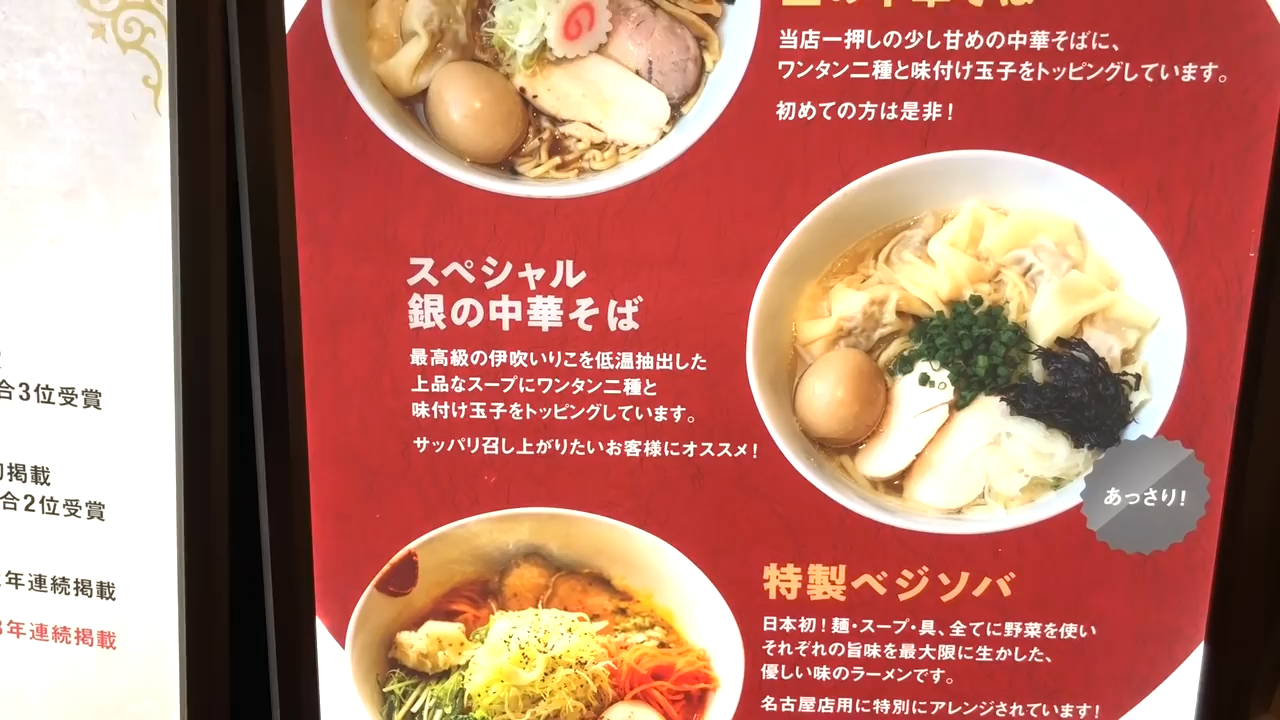 の中華そば
当店一押しの少し甘めの中華そばに、
ワンタン二種と味付け玉子をトッピングしています。
初めての方は是非！
スペシャル
銀の中華そば
最高級の伊吹いりこを低温抽出した
上品なスープにワンタン二種と
味付け玉子をトッピングしています。
サッパリ召し上がりたいお客様にオススメ！
あっさり！
特製ベジソバ
日本初！麺・スープ・具、全てに野菜を使い
それぞれの旨味を最大限に生かした、
優しい味のラーメンです。
名古屋店用に特別にアレンジされています！
合3位受賞
掲載
合2位受賞
年連続掲載
3年連続掲載